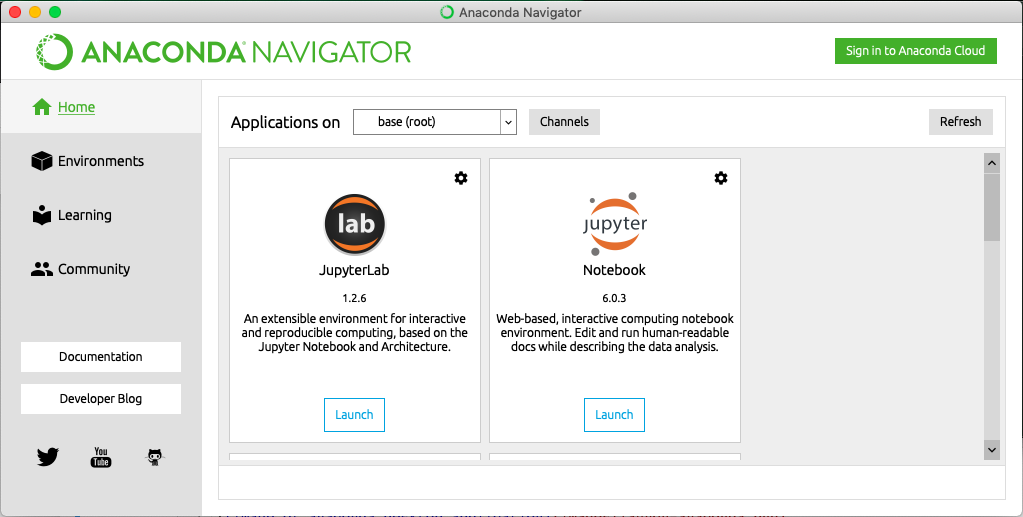 Anaconda Navigator
ANACONDA NAVIGATOR
Sign in to Anaconda Cloud
Home
Environments
Learning
Community
Documentation
Developer Blog
You
Tube
Applications on
base (root)
Channels
Refresh
lab
JupyterLab
1.2.6
An extensible environment for interactive
and reproducible computing, based on the
Jupyter Notebook and Architecture.
Launch
jupyter
Notebook
6.0.3
Web-based, interactive computing notebook
environment. Edit and run human-readable
docs while describing the data analysis.
Launch